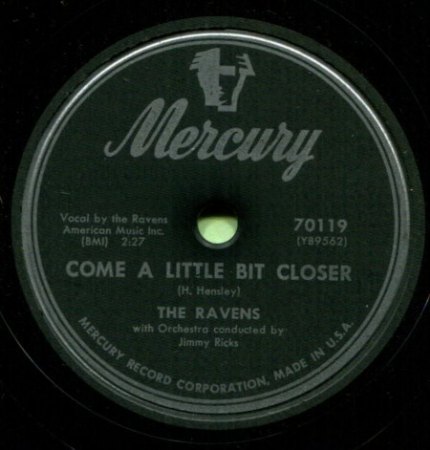 Mercury
Vocal by the Ravens
American Music Inc.
(BMI) 2:27
70119
(YB9562)
COME A LITTLE BIT CLOSER
(H. Hensley)
THE RAVENS
with Orchestra conducted by
Jimmy Ricks
MERCURY RECORD CORPORATION, MADE IN U.S.A.